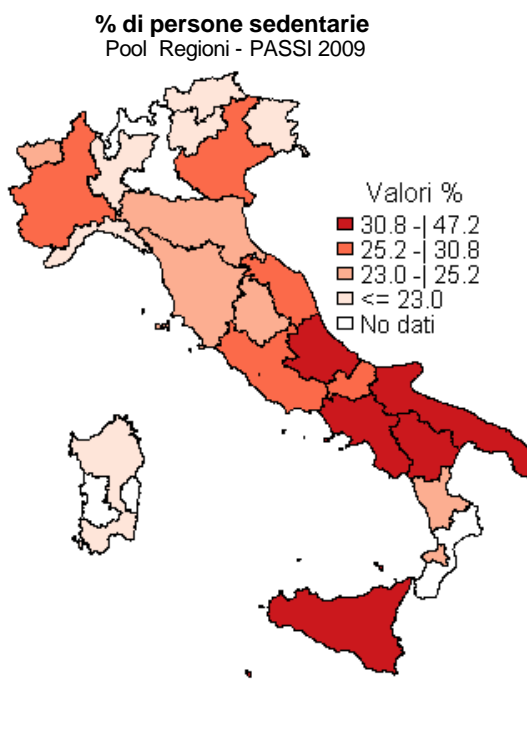 % di persone sedentarie
Pool Regioni - PASSI 2009
Valori %
30.8 -| 47.2
25.2 -| 30.8
23.0 -| 25.2
<= 23.0
No dati